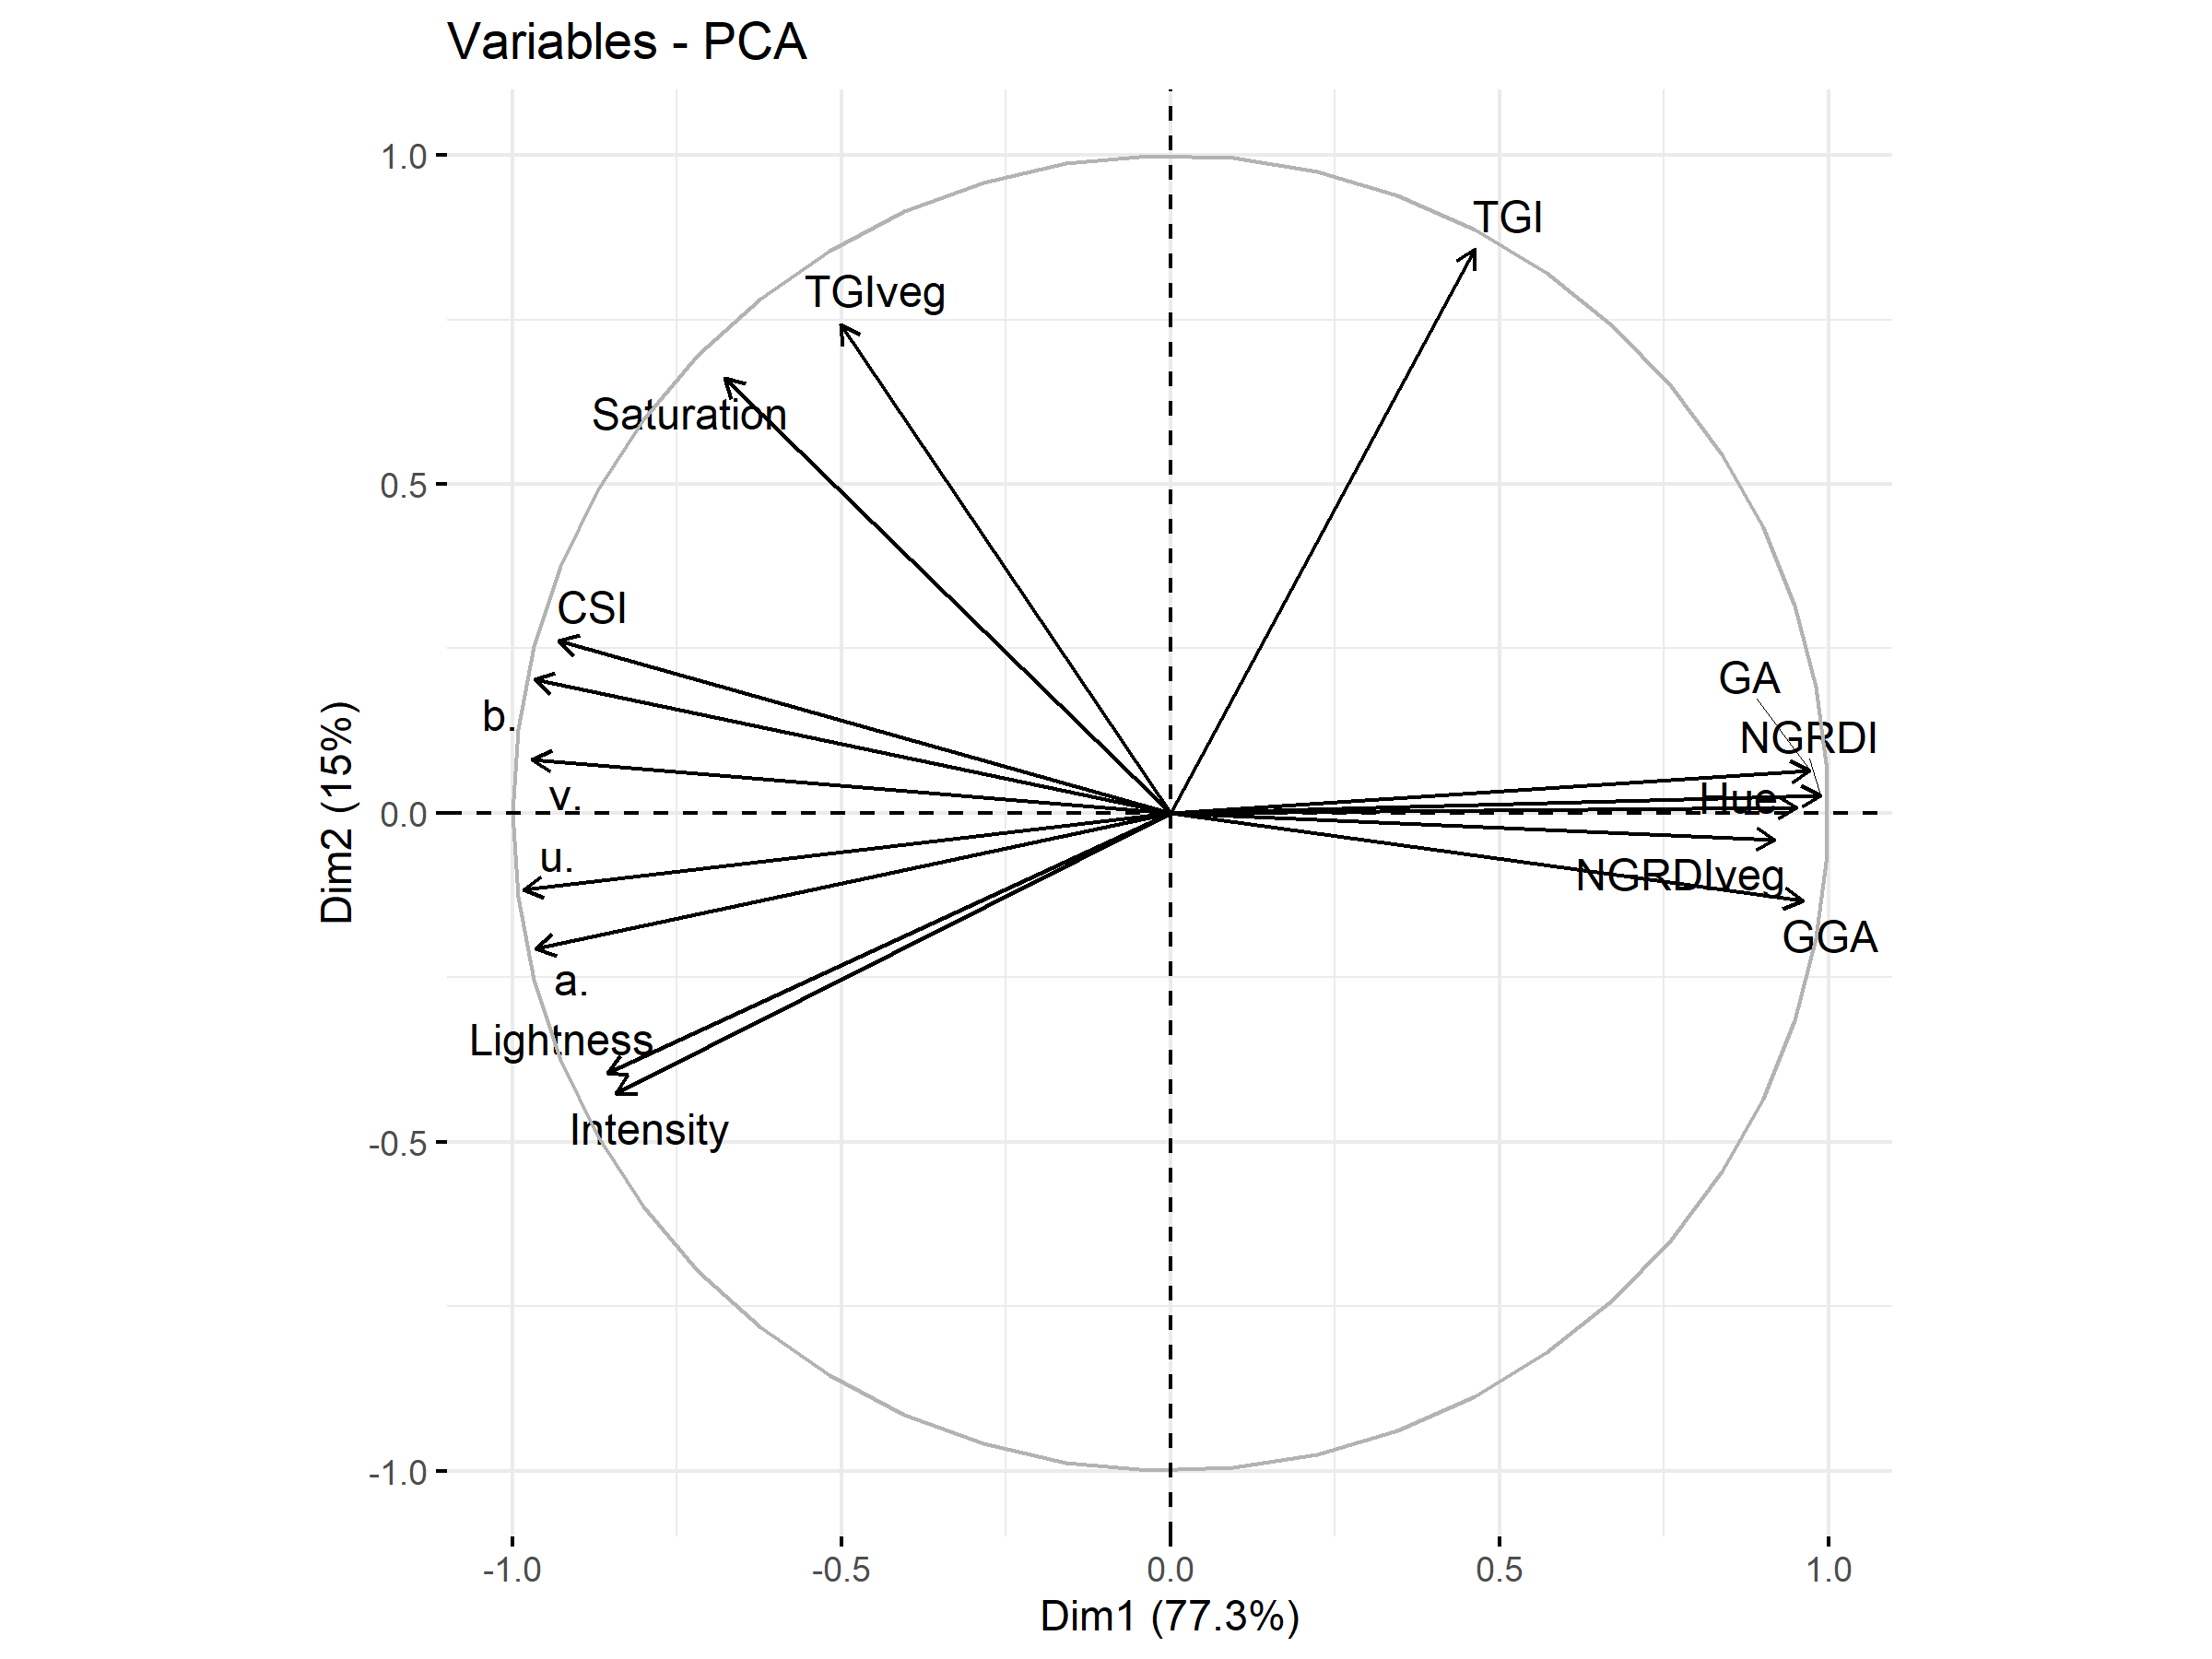 Variables - PCA
1.0
TGI
TGIveg
Saturation
0.5
CSI
GA
b.
NGRDI
v.
Hue
0.0
u.
NGRDIveg
GGA
a.
Lightness
Intensity
-0.5
-1.0
Dim2 (15%)
-1.0 -0.5 0.0 0.5 1.0
Dim1 (77.3%)